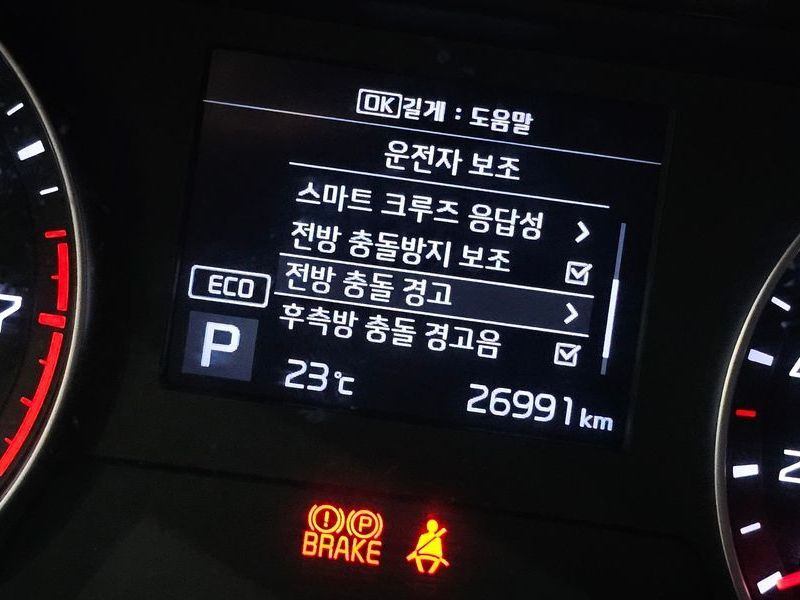 OK길게 : 도움말
운전자 보조
스마트 크루즈 응답성
전방 충돌방지 보조
전방 충돌 경고
후측방 충돌 경고음
ECO
P
23℃
26991km
P
BRAKE
7
2